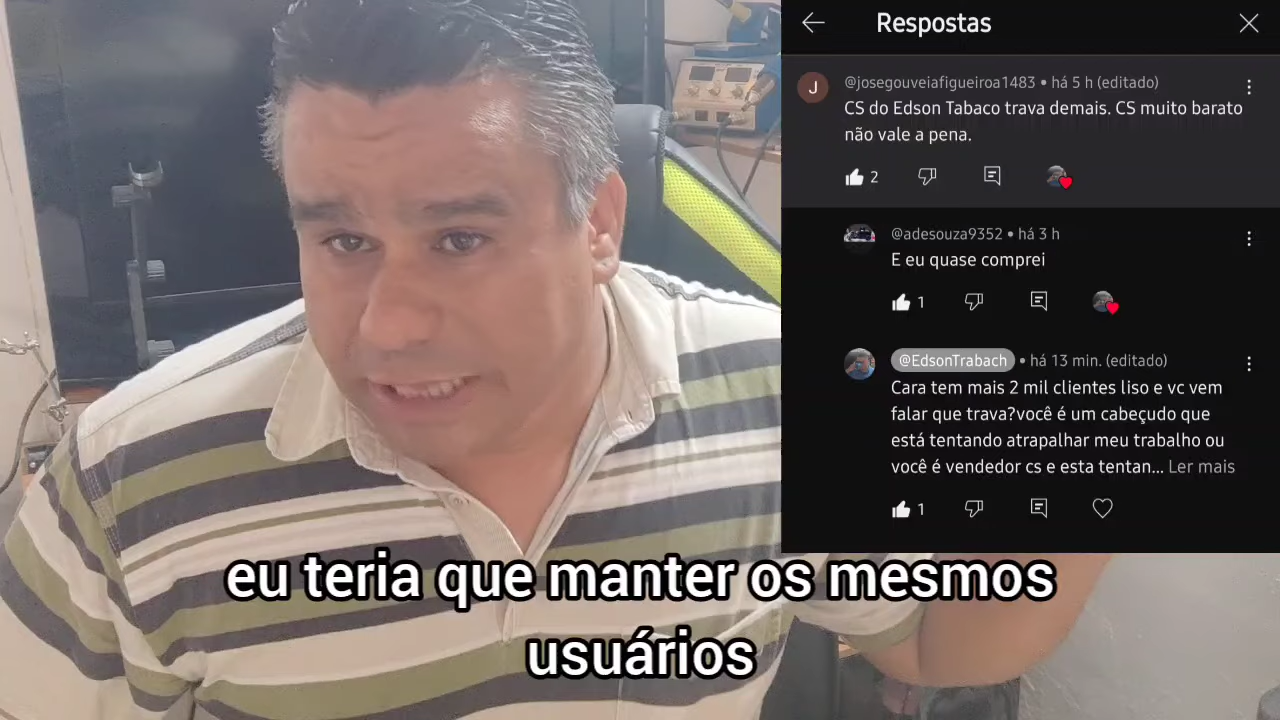 Respostas
J
@josegouveiafigueiroa1483 • há 5 h (editado)
CS do Edson Tabaco trava demais. CS muito barato
não vale a pena.
2
@adesouza9352 • há 3 h
E eu quase comprei
1
@EdsonTrabach • há 13 min. (editado)
Cara tem mais 2 mil clientes liso e vc vem
falar que trava?você é um cabeçudo que
está tentando atrapalhar meu trabalho ou
você é vendedor cs e esta tentan... Ler mais
1
eu teria que manter os mesmos
usuários